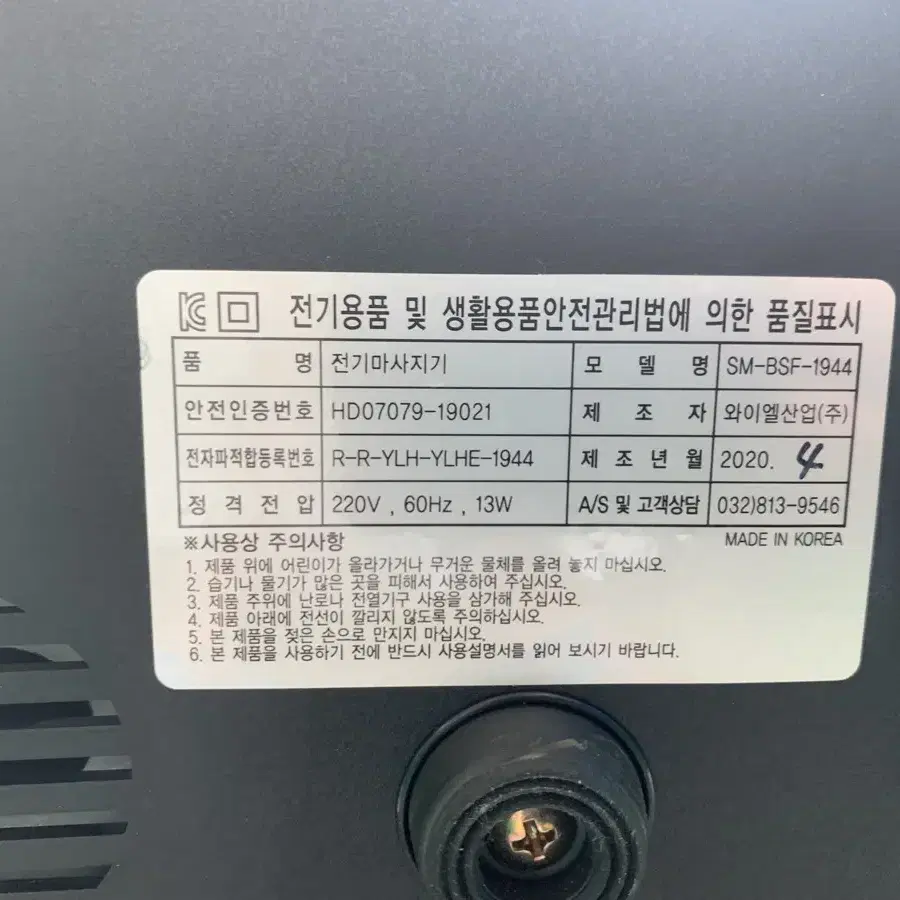 KC 전기용품 및 생활용품안전관리법에 의한 품질표시
품 명 전기마사지기 모 델 명 SM-BSF-1944
안전인증번호 HD07079-19021 제 조 자 와이엘산업(주)
전자파적합등록번호 R-R-YLH-YLHE-1944 제 조 년 월 2020. 4
정 격 전 압 220V , 60Hz , 13W A/S 및 고객상담 032)813-9546
※사용상 주의사항 MADE IN KOREA
1. 제품 위에 어린이가 올라가거나 무거운 물체를 올려 놓지 마십시오.
2. 습기나 물기가 많은 곳을 피해서 사용하여 주십시오.
3. 제품 주위에 난로나 전열기구 사용을 삼가해 주십시오.
4. 제품 아래에 전선이 깔리지 않도록 주의하십시오.
5. 본 제품을 젖은 손으로 만지지 마십시오.
6. 본 제품을 사용하기 전에 반드시 사용설명서를 읽어 보시기 바랍니다.